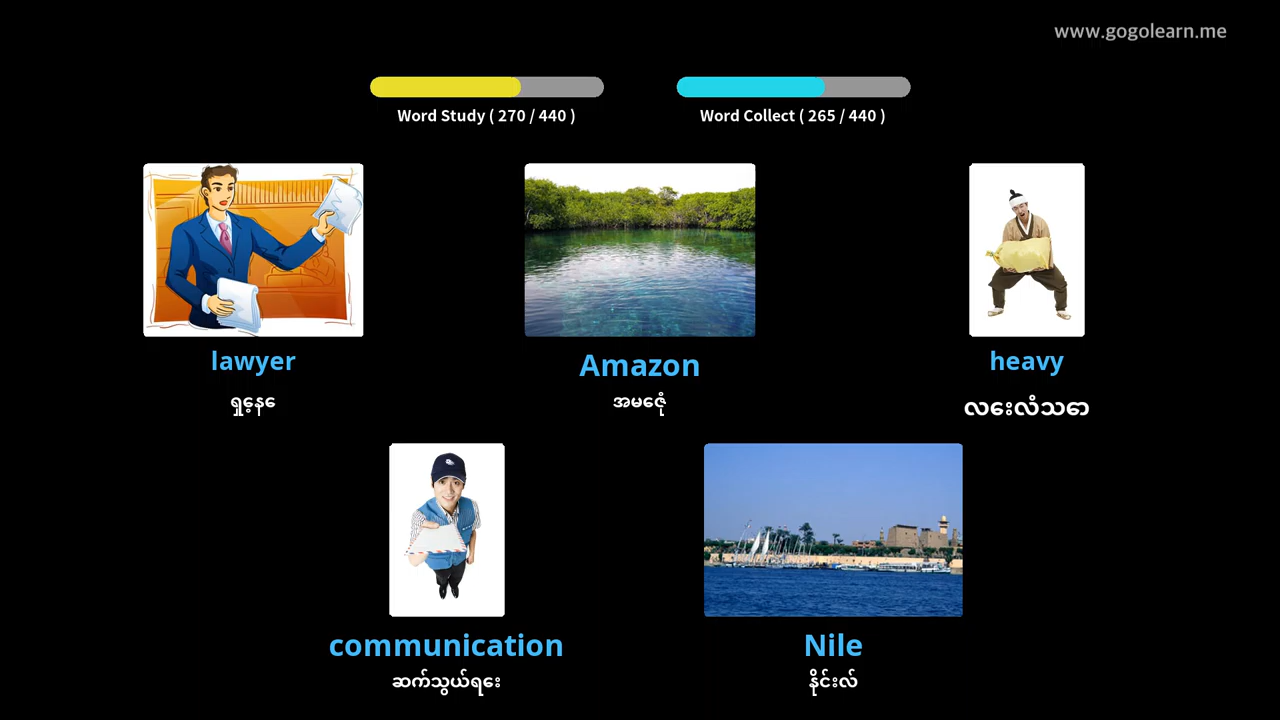 www.gogolearn.me
Word Study ( 270 / 440 )
Word Collect ( 265 / 440 )
lawyer
ရှေ့နေ
Amazon
အမေဇုံ
heavy
လေးလံသော
communication
ဆက်သွယ်ရေး
Nile
နိုင်းလ်